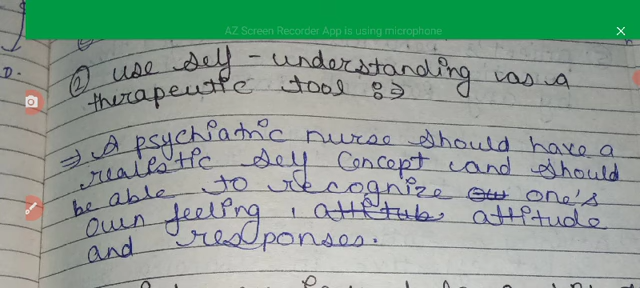 AZ Screen Recorder App is using microphone
D.
② use self - understanding as a
therapeutic tool :⇒
⇒ A psychiatric nurse should have a
realistic self concept and should
be able to recognize one's
own feeling, attitude
and responses.